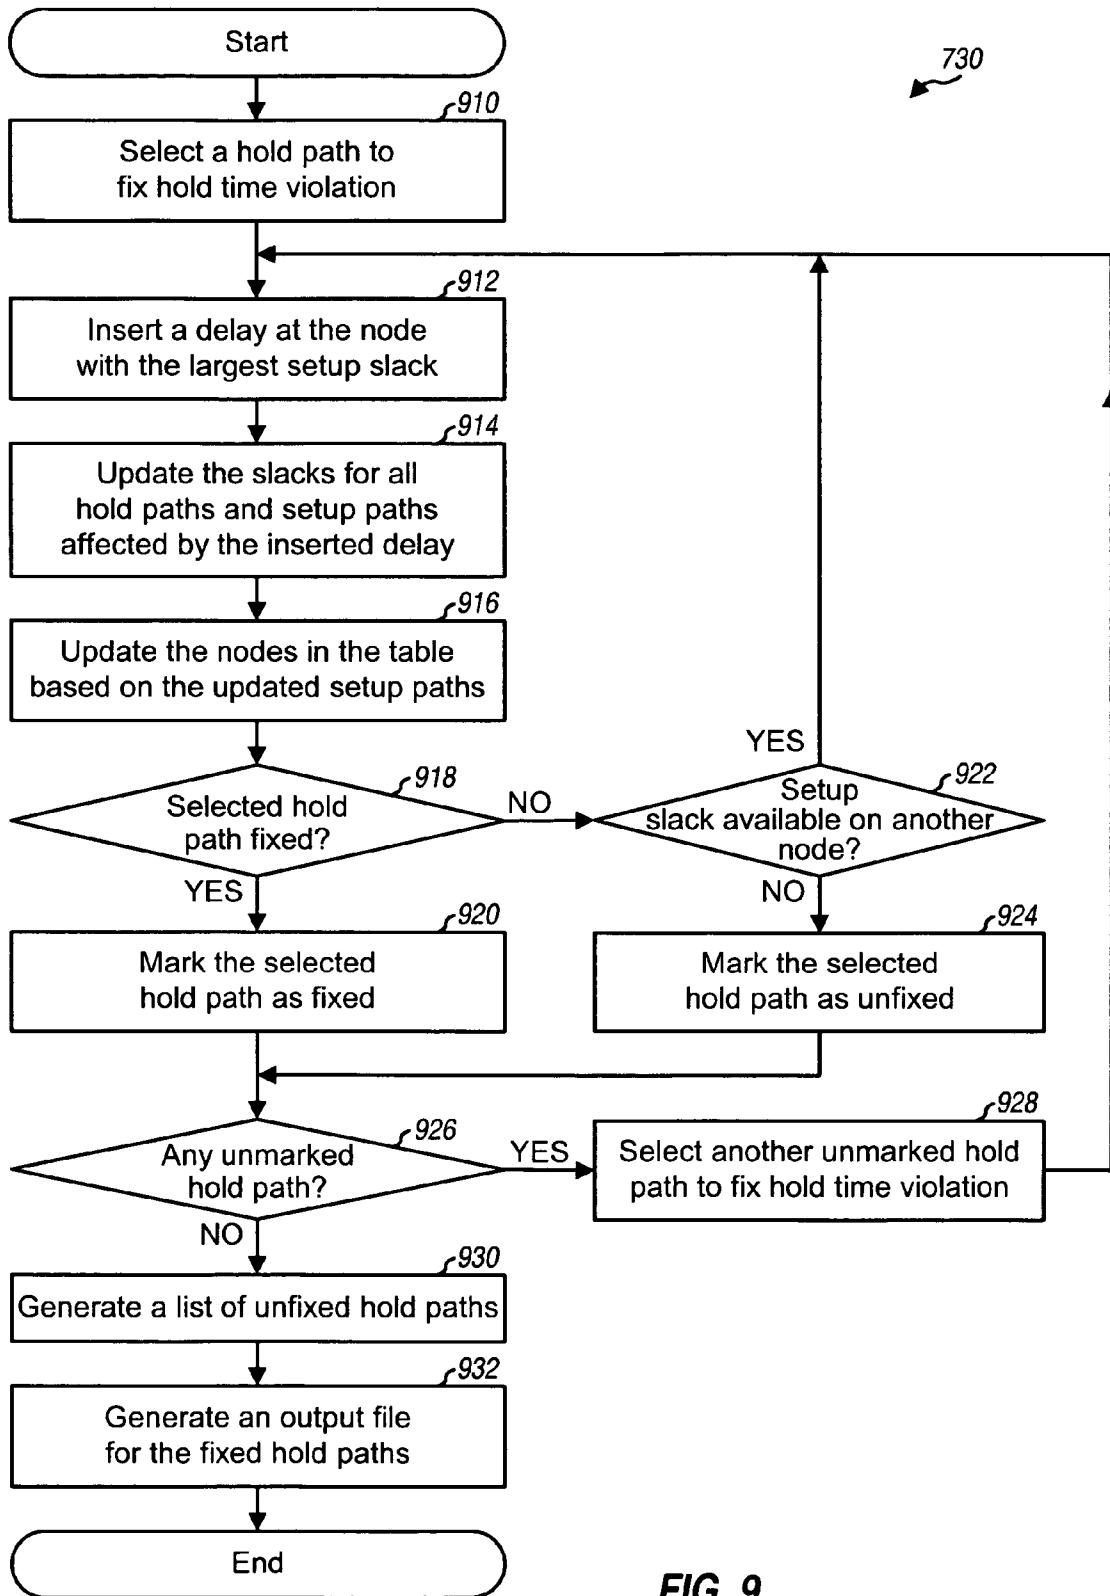 Start
730
910
Select a hold path to
fix hold time violation
912
Insert a delay at the node
with the largest setup slack
914
Update the slacks for all
hold paths and setup paths
affected by the inserted delay
916
Update the nodes in the table
based on the updated setup paths
918
Selected hold
path fixed?
NO
YES
922
Setup
slack available on another
node?
YES
NO
920
Mark the selected
hold path as fixed
924
Mark the selected
hold path as unfixed
926
Any unmarked
hold path?
YES
NO
928
Select another unmarked hold
path to fix hold time violation
930
Generate a list of unfixed hold paths
932
Generate an output file
for the fixed hold paths
End
FIG. 9